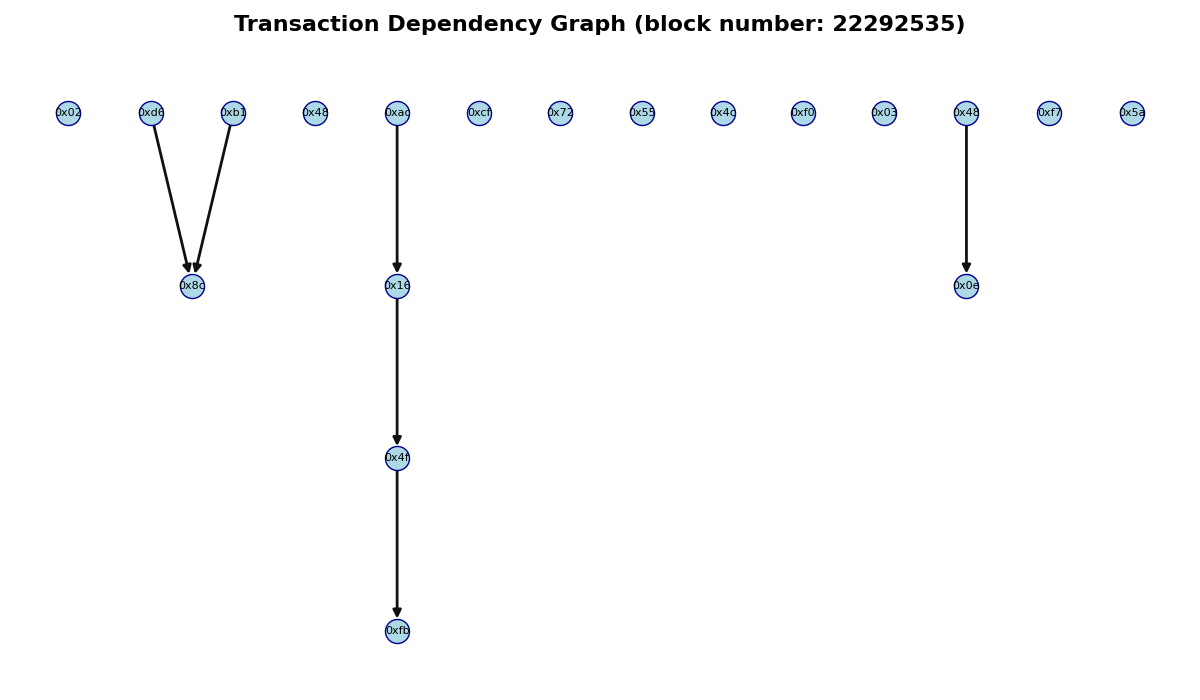 Transaction Dependency Graph (block number: 22292535)
0x02 0xd6 0xb1 0x48 0xac 0xcf 0x72 0x55 0x4c 0xf0 0x03 0x48 0xf7 0x5a
0x8c 0x16 0x0e
0x4f
0xfb